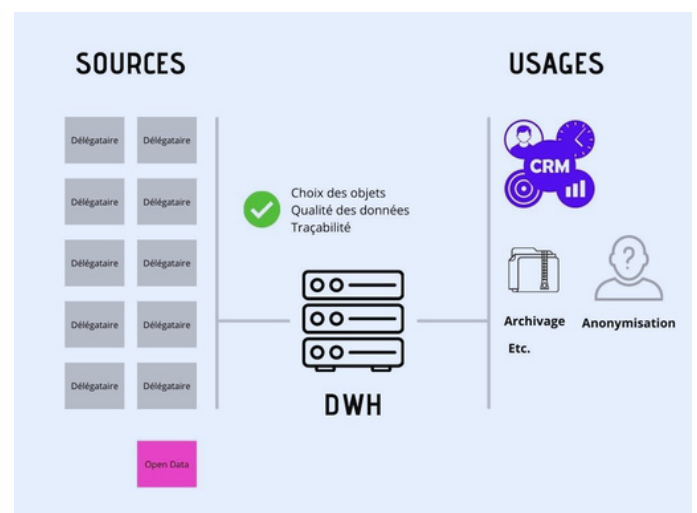 SOURCES
USAGES
Délégataire Délégataire
Délégataire Délégataire
Délégataire Délégataire
Délégataire Délégataire
Délégataire Délégataire
Open Data
Choix des objets
Qualité des données
Traçabilité
DWH
CRM
Archivage
Anonymisation
Etc.